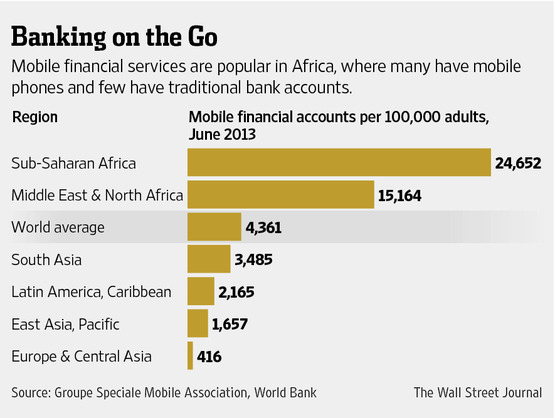 Banking on the Go
Mobile financial services are popular in Africa, where many have mobile
phones and few have traditional bank accounts.
Region
Mobile financial accounts per 100,000 adults,
June 2013
Sub-Saharan Africa 24,652
Middle East & North Africa 15,164
World average 4,361
South Asia 3,485
Latin America, Caribbean 2,165
East Asia, Pacific 1,657
Europe & Central Asia 416
Source: Groupe Speciale Mobile Association, World Bank The Wall Street Journal